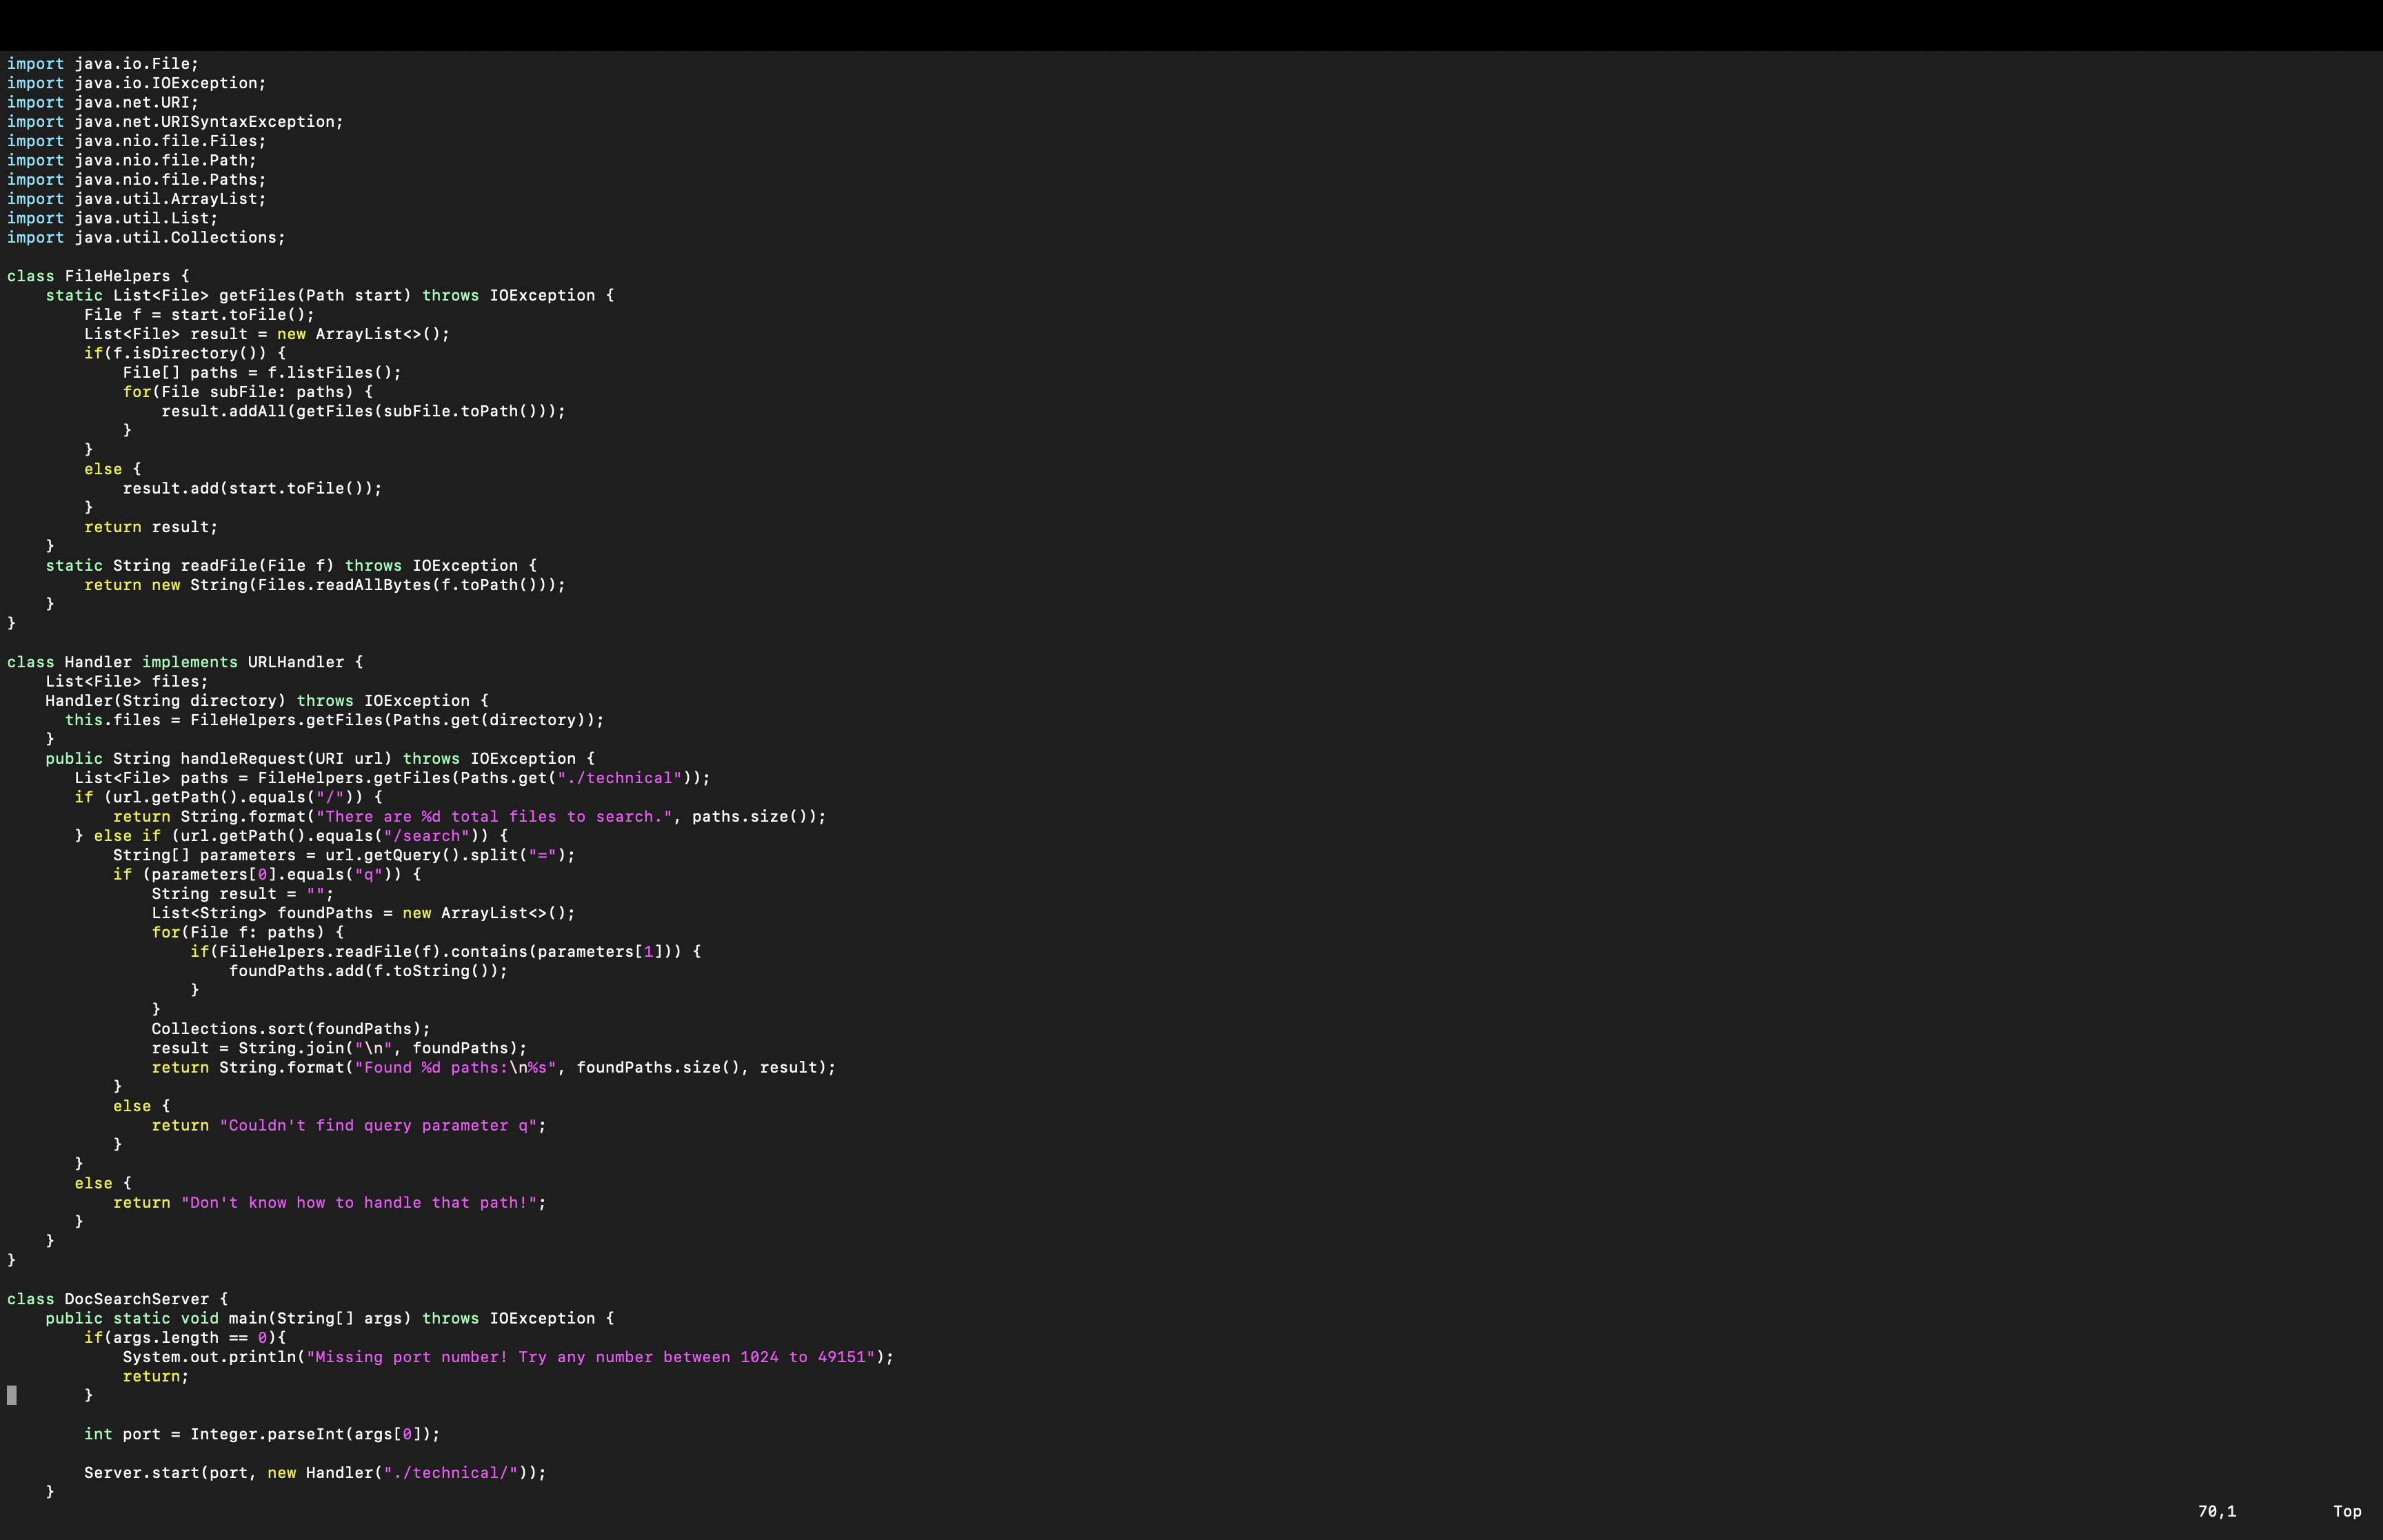 import java.io.File;
import java.io.IOException;
import java.net.URI;
import java.net.URISyntaxException;
import java.nio.file.Files;
import java.nio.file.Path;
import java.nio.file.Paths;
import java.util.ArrayList;
import java.util.List;
import java.util.Collections;

class FileHelpers {
    static List<File> getFiles(Path start) throws IOException {
        File f = start.toFile();
        List<File> result = new ArrayList<>();
        if(f.isDirectory()) {
            File[] paths = f.listFiles();
            for(File subFile: paths) {
                result.addAll(getFiles(subFile.toPath()));
            }
        }
        else {
            result.add(start.toFile());
        }
        return result;
    }
    static String readFile(File f) throws IOException {
        return new String(Files.readAllBytes(f.toPath()));
    }
}

class Handler implements URLHandler {
    List<File> files;
    Handler(String directory) throws IOException {
      this.files = FileHelpers.getFiles(Paths.get(directory));
    }
    public String handleRequest(URI url) throws IOException {
       List<File> paths = FileHelpers.getFiles(Paths.get("./technical"));
       if (url.getPath().equals("/")) {
           return String.format("There are %d total files to search.", paths.size());
       } else if (url.getPath().equals("/search")) {
           String[] parameters = url.getQuery().split("=");
           if (parameters[0].equals("q")) {
               String result = "";
               List<String> foundPaths = new ArrayList<>();
               for(File f: paths) {
                   if(FileHelpers.readFile(f).contains(parameters[1])) {
                       foundPaths.add(f.toString());
                   }
               }
               Collections.sort(foundPaths);
               result = String.join("\n", foundPaths);
               return String.format("Found %d paths:\n%s", foundPaths.size(), result);
           }
           else {
               return "Couldn't find query parameter q";
           }
       }
       else {
           return "Don't know how to handle that path!";
       }
    }
}

class DocSearchServer {
    public static void main(String[] args) throws IOException {
        if(args.length == 0){
            System.out.println("Missing port number! Try any number between 1024 to 49151");
            return;
        }

        int port = Integer.parseInt(args[0]);

        Server.start(port, new Handler("./technical/"));
    }
70,1 Top